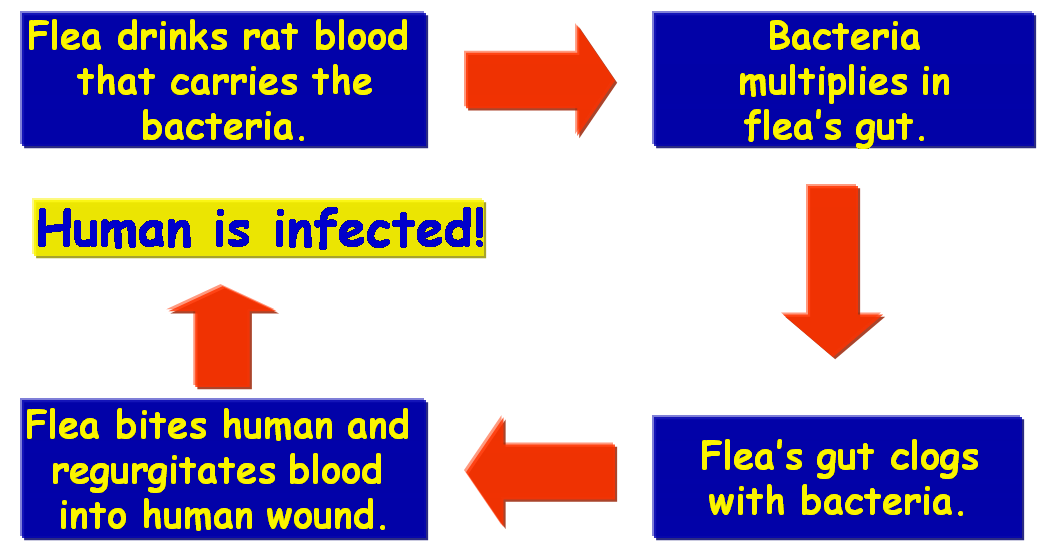 Flea drinks rat blood
that carries the
bacteria.
Bacteria
multiplies in
flea's gut.
Flea's gut clogs
with bacteria.
Flea bites human and
regurgitates blood
into human wound.
Human is infected!